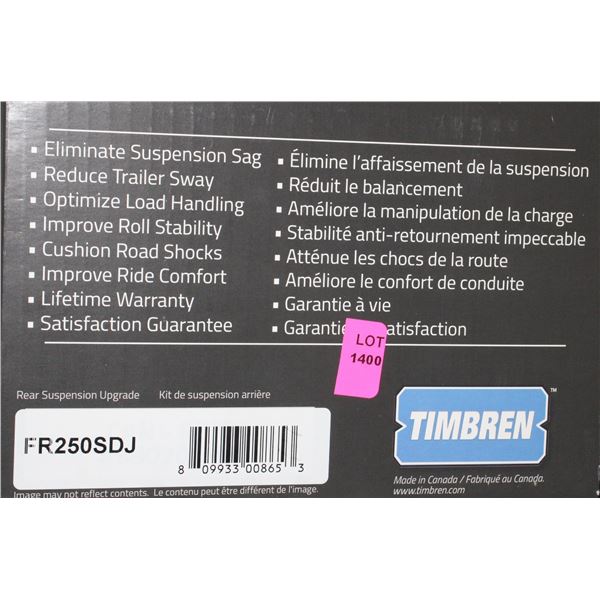 ▪ Eliminate Suspension Sag
▪ Reduce Trailer Sway
▪ Optimize Load Handling
▪ Improve Roll Stability
▪ Cushion Road Shocks
▪ Improve Ride Comfort
▪ Lifetime Warranty
▪ Satisfaction Guarantee
▪ Élimine l'affaissement de la suspension
▪ Réduit le balancement
▪ Améliore la manipulation de la charge
▪ Stabilité anti-retournement impeccable
▪ Atténue les chocs de la route
▪ Améliore le confort de conduite
▪ Garantie à vie
▪ Garantie atisfaction
LOT
1400
Rear Suspension Upgrade Kit de suspension arrière
FR250SDJ
8 09933 00865 3
Image may not reflect contents. Le contenu peut être différent de l'image.
TIMBREN™
Made in Canada / Fabriqué au Canada.
www.timbren.com